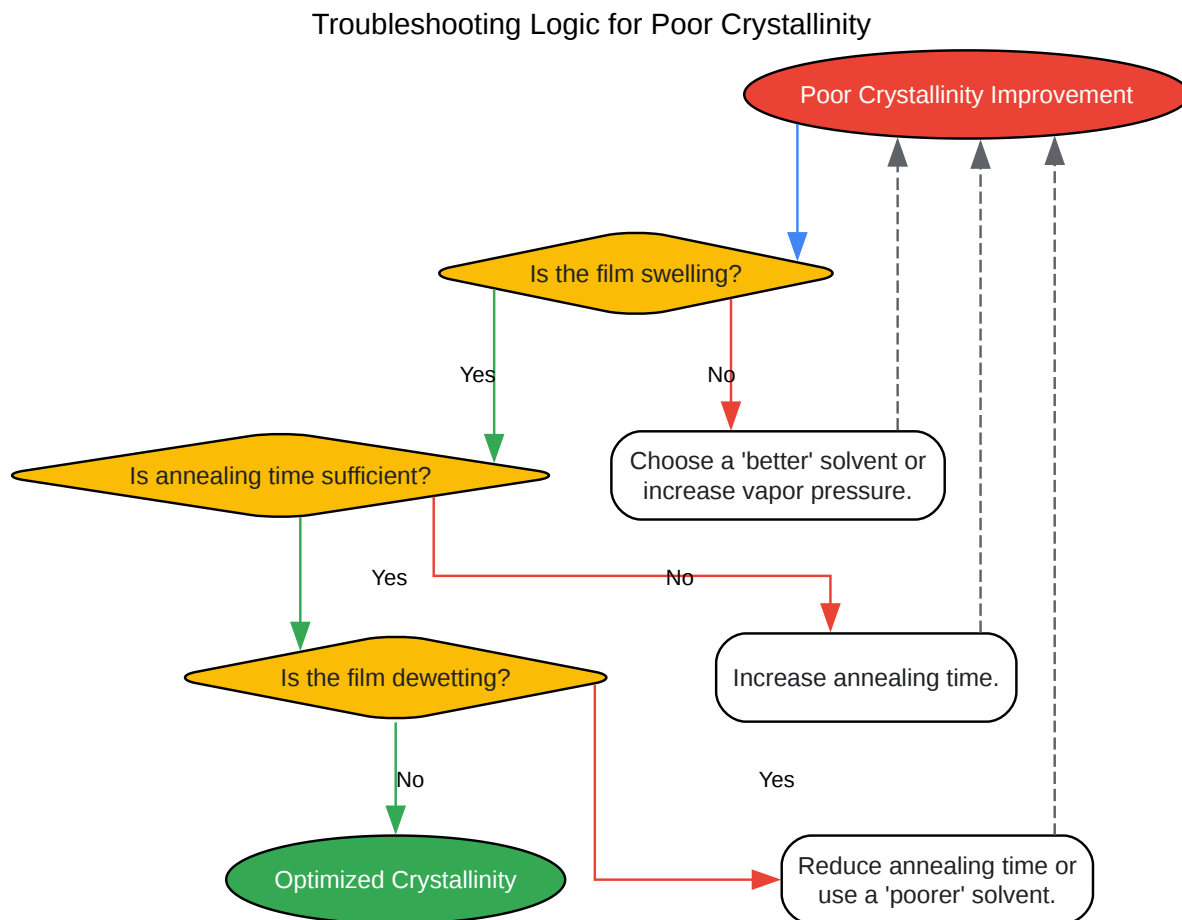 Troubleshooting Logic for Poor Crystallinity
Poor Crystallinity Improvement
Is the film swelling?
Yes
No
Is annealing time sufficient?
Choose a 'better' solvent or
increase vapor pressure.
Yes
No
Is the film dewetting?
Increase annealing time.
No
Yes
Optimized Crystallinity
Reduce annealing time or
use a 'poorer' solvent.